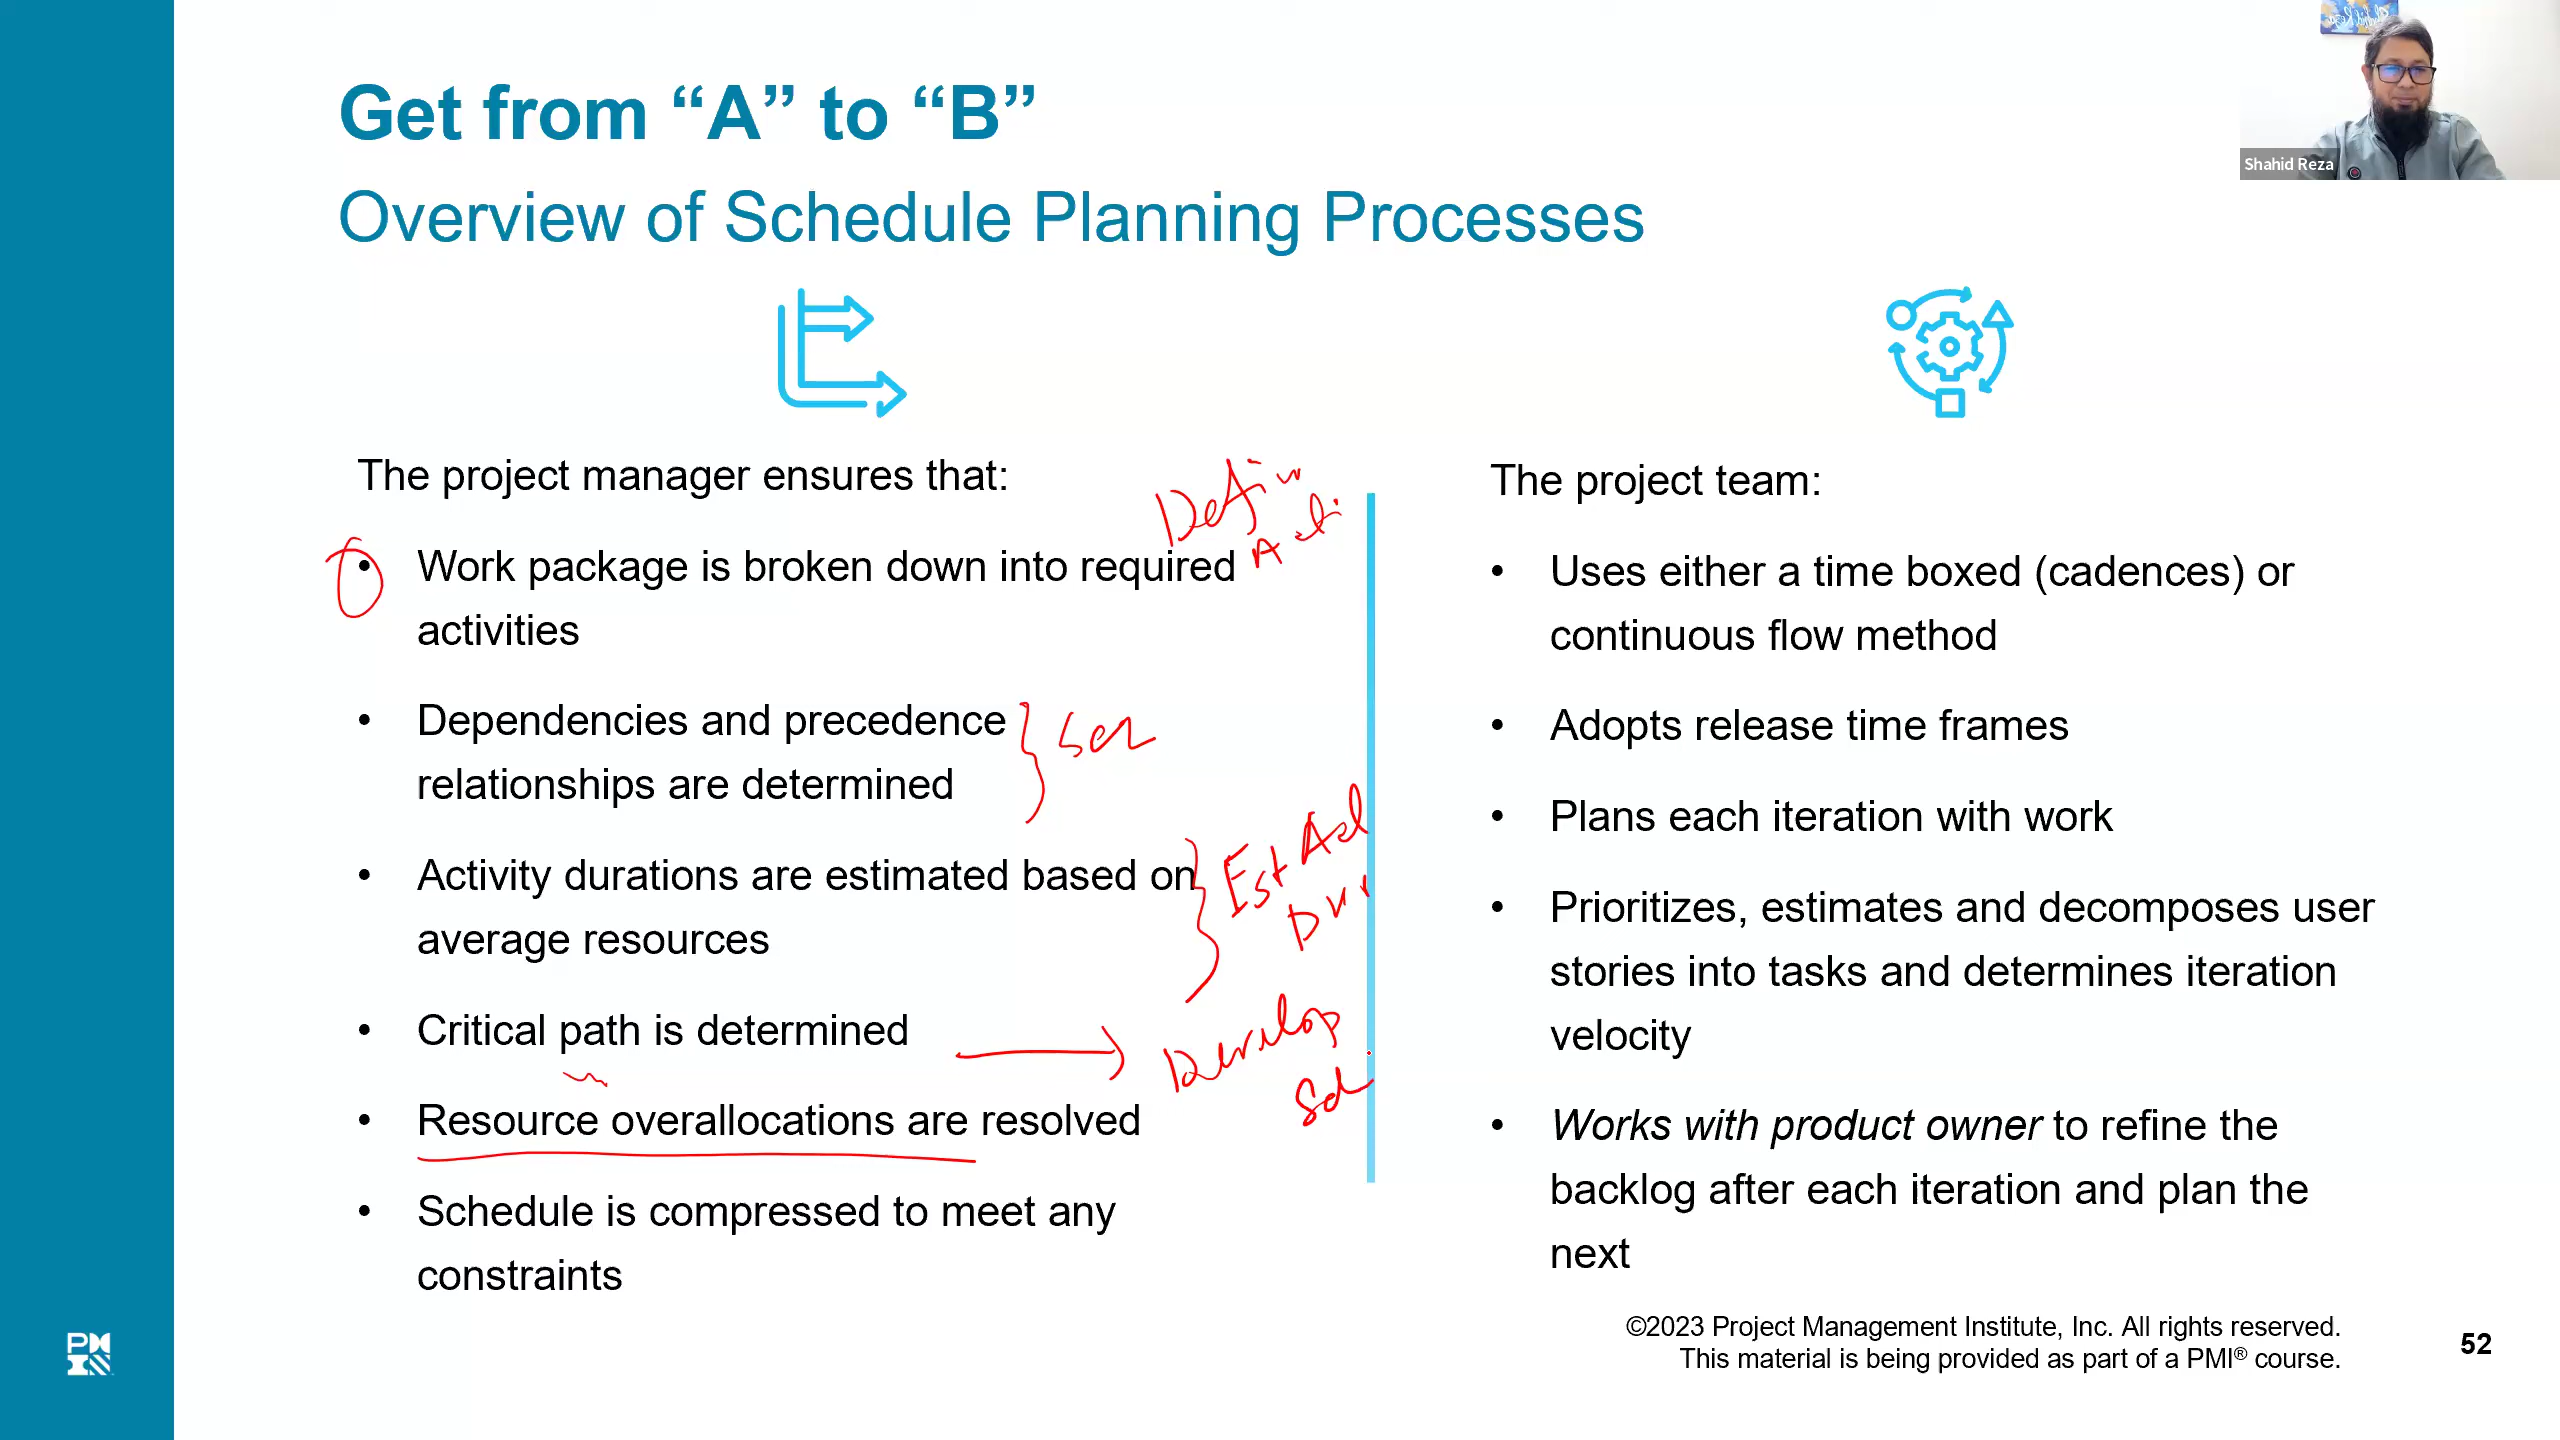 Get from “A” to “B”
Overview of Schedule Planning Processes
Shahid Reza
The project manager ensures that:
• Work package is broken down into required
activities
• Dependencies and precedence
relationships are determined
• Activity durations are estimated based on
average resources
• Critical path is determined
• Resource overallocations are resolved
• Schedule is compressed to meet any
constraints
Est
Develop
The project team:
• Uses either a time boxed (cadences) or
continuous flow method
• Adopts release time frames
• Plans each iteration with work
• Prioritizes, estimates and decomposes user
stories into tasks and determines iteration
velocity
• Works with product owner to refine the
backlog after each iteration and plan the
next
©2023 Project Management Institute, Inc. All rights reserved.
This material is being provided as part of a PMI® course.
52